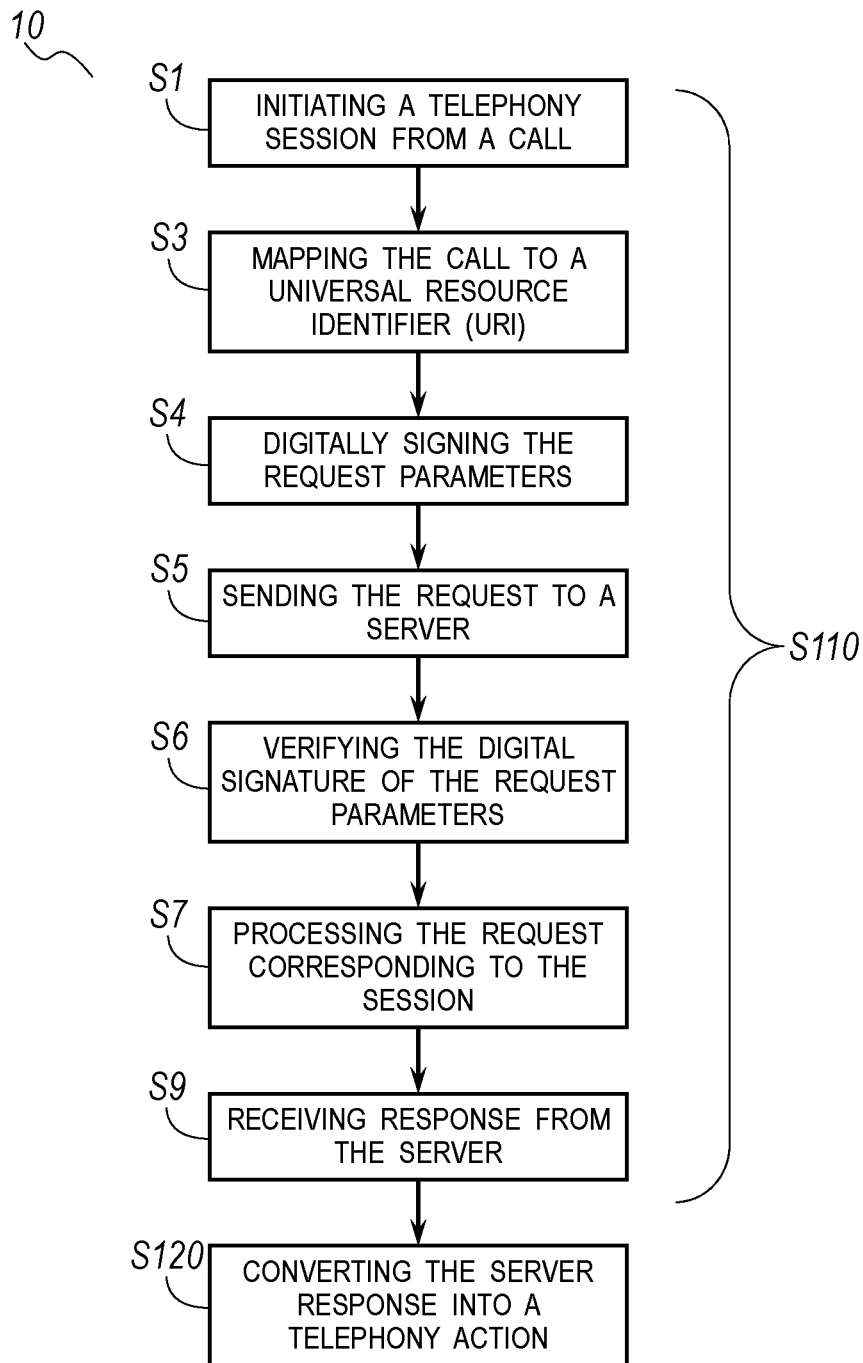 10
S1
INITIATING A TELEPHONY
SESSION FROM A CALL
S3
MAPPING THE CALL TO A
UNIVERSAL RESOURCE
IDENTIFIER (URI)
S4
DIGITALLY SIGNING THE
REQUEST PARAMETERS
S5
SENDING THE REQUEST TO A
SERVER
S110
S6
VERIFYING THE DIGITAL
SIGNATURE OF THE REQUEST
PARAMETERS
S7
PROCESSING THE REQUEST
CORRESPONDING TO THE
SESSION
S9
RECEIVING RESPONSE FROM
THE SERVER
S120
CONVERTING THE SERVER
RESPONSE INTO A
TELEPHONY ACTION